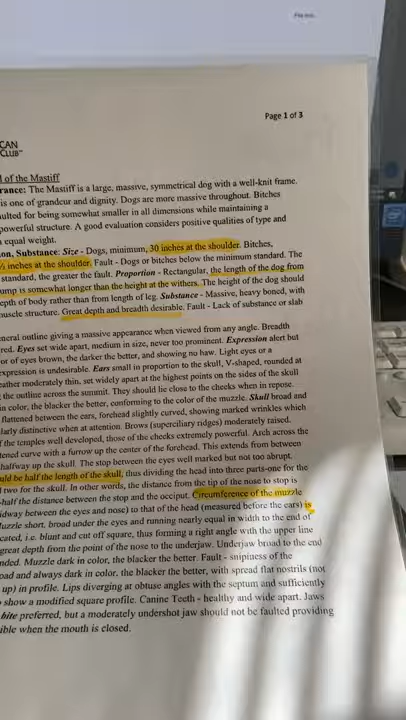 Page 1 of 3
CAN
CLUB™
l of the Mastiff
rance: The Mastiff is a large, massive, symmetrical dog with a well-knit frame.
is one of grandeur and dignity. Dogs are more massive throughout. Bitches
ulted for being somewhat smaller in all dimensions while maintaining a
powerful structure. A good evaluation considers positive qualities of type and
equal weight.
on, Substance: Size - Dogs, minimum, 30 inches at the shoulder. Bitches,
½ inches at the shoulder. Fault - Dogs or bitches below the minimum standard. The
standard, the greater the fault. Proportion - Rectangular, the length of the dog from
ump is somewhat longer than the height at the withers. The height of the dog should
epth of body rather than from length of leg. Substance - Massive, heavy boned, with
muscle structure. Great depth and breadth desirable. Fault - Lack of substance or slab
neral outline giving a massive appearance when viewed from any angle. Breadth
red. Eyes set wide apart, medium in size, never too prominent. Expression alert but
or of eyes brown, the darker the better, and showing no haw. Light eyes or a
expression is undesirable. Ears small in proportion to the skull, V-shaped, rounded at
eather moderately thin, set widely apart at the highest points on the sides of the skull
the outline across the summit. They should lie close to the cheeks when in repose.
in color, the blacker the better, conforming to the color of the muzzle. Skull broad and
flattened between the ears, forehead slightly curved, showing marked wrinkles which
larly distinctive when at attention. Brows (superciliary ridges) moderately raised.
f the temples well developed, those of the cheeks extremely powerful. Arch across the
tened curve with a furrow up the center of the forehead. This extends from between
halfway up the skull. The stop between the eyes well marked but not too abrupt.
uld be half the length of the skull, thus dividing the head into three parts-one for the
two for the skull. In other words, the distance from the tip of the nose to stop is
-half the distance between the stop and the occiput. Circumference of the muzzle
idway between the eyes and nose) to that of the head (measured before the ears) is
uzzle short, broad under the eyes and running nearly equal in width to the end of
cated, i.e. blunt and cut off square, thus forming a right angle with the upper line
great depth from the point of the nose to the underjaw. Underjaw broad to the end
nded. Muzzle dark in color, the blacker the better. Fault - snipiness of the
oad and always dark in color, the blacker the better, with spread flat nostrils (not
up) in profile. Lips diverging at obtuse angles with the septum and sufficiently
show a modified square profile. Canine Teeth - healthy and wide apart. Jaws
bite preferred, but a moderately undershot jaw should not be faulted providing
ible when the mouth is closed.